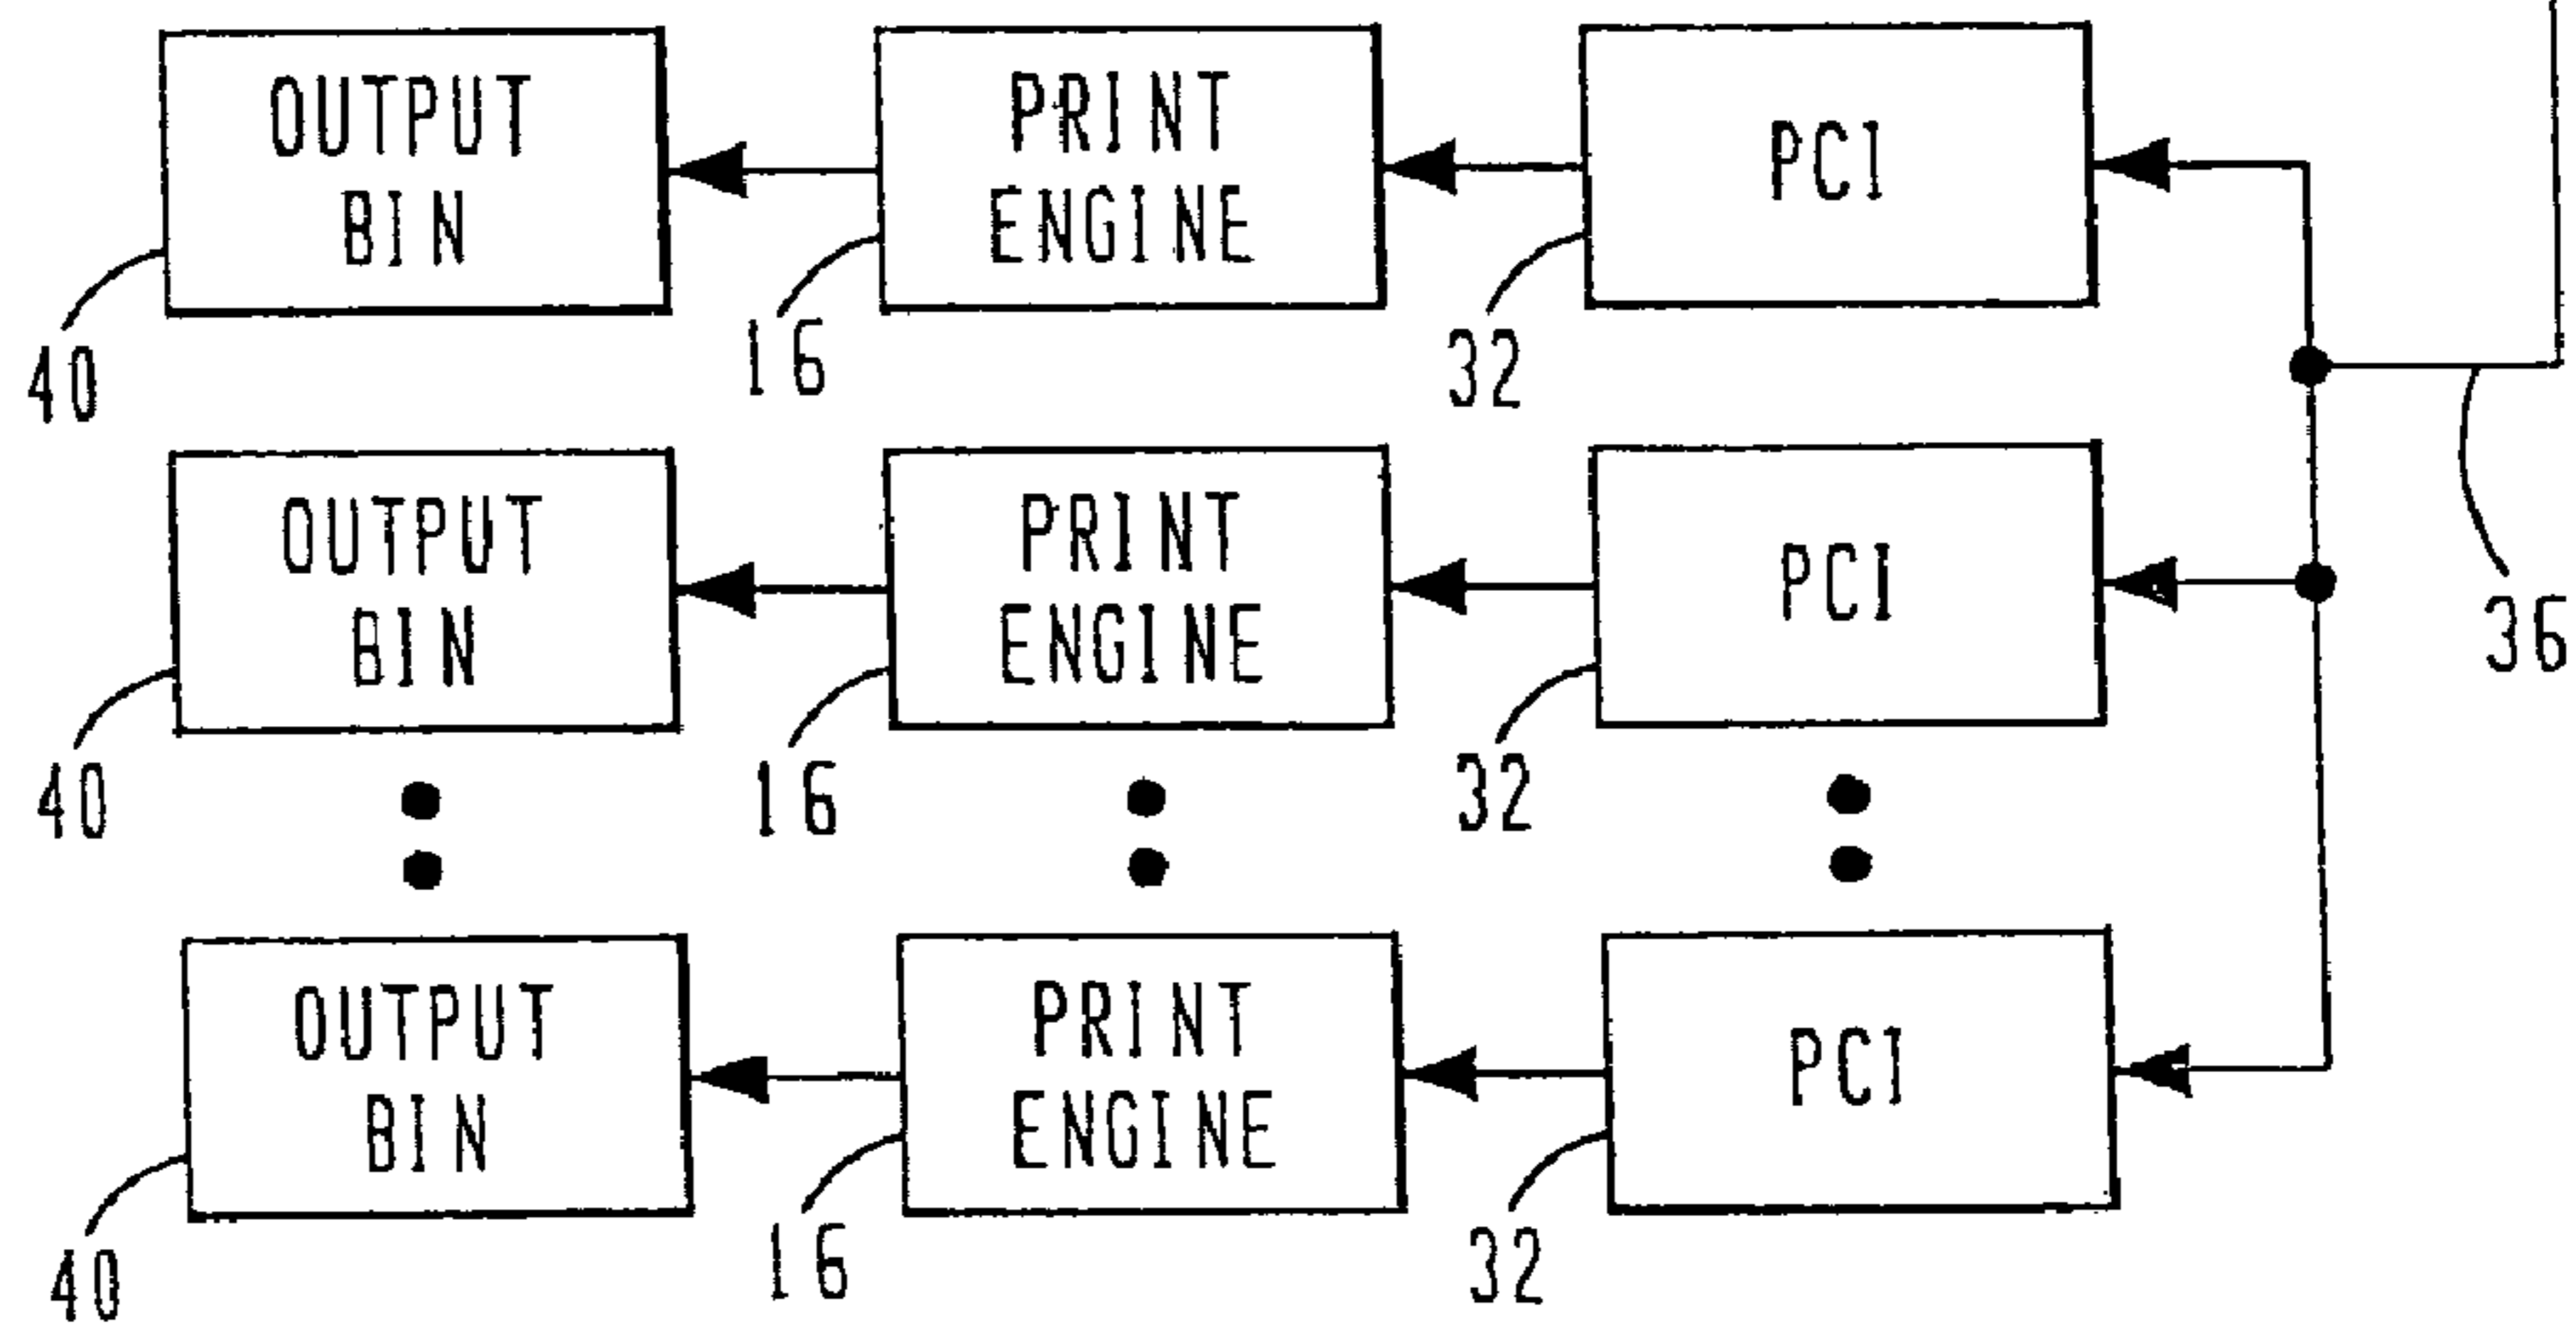 OUTPUT
BIN
PRINT
ENGINE
PCI
40
16
32
OUTPUT
BIN
PRINT
ENGINE
PCI
36
40
16
32
OUTPUT
BIN
PRINT
ENGINE
PCI
40
16
32